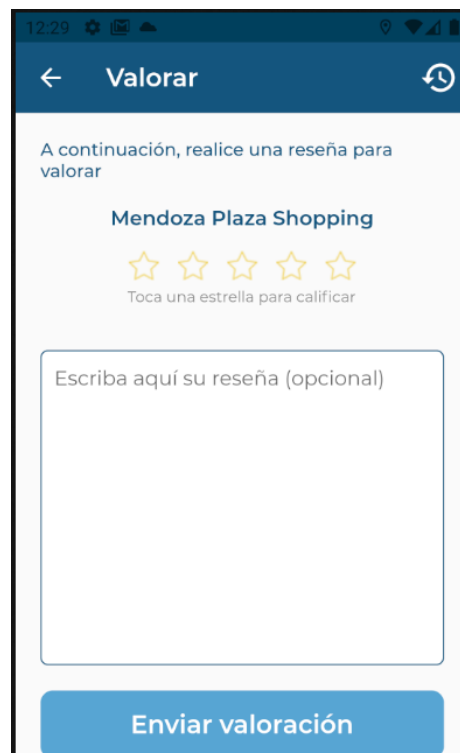 12:29
Valorar
A continuación, realice una reseña para
valorar
Mendoza Plaza Shopping
Toca una estrella para calificar
Escriba aquí su reseña (opcional)
Enviar valoración